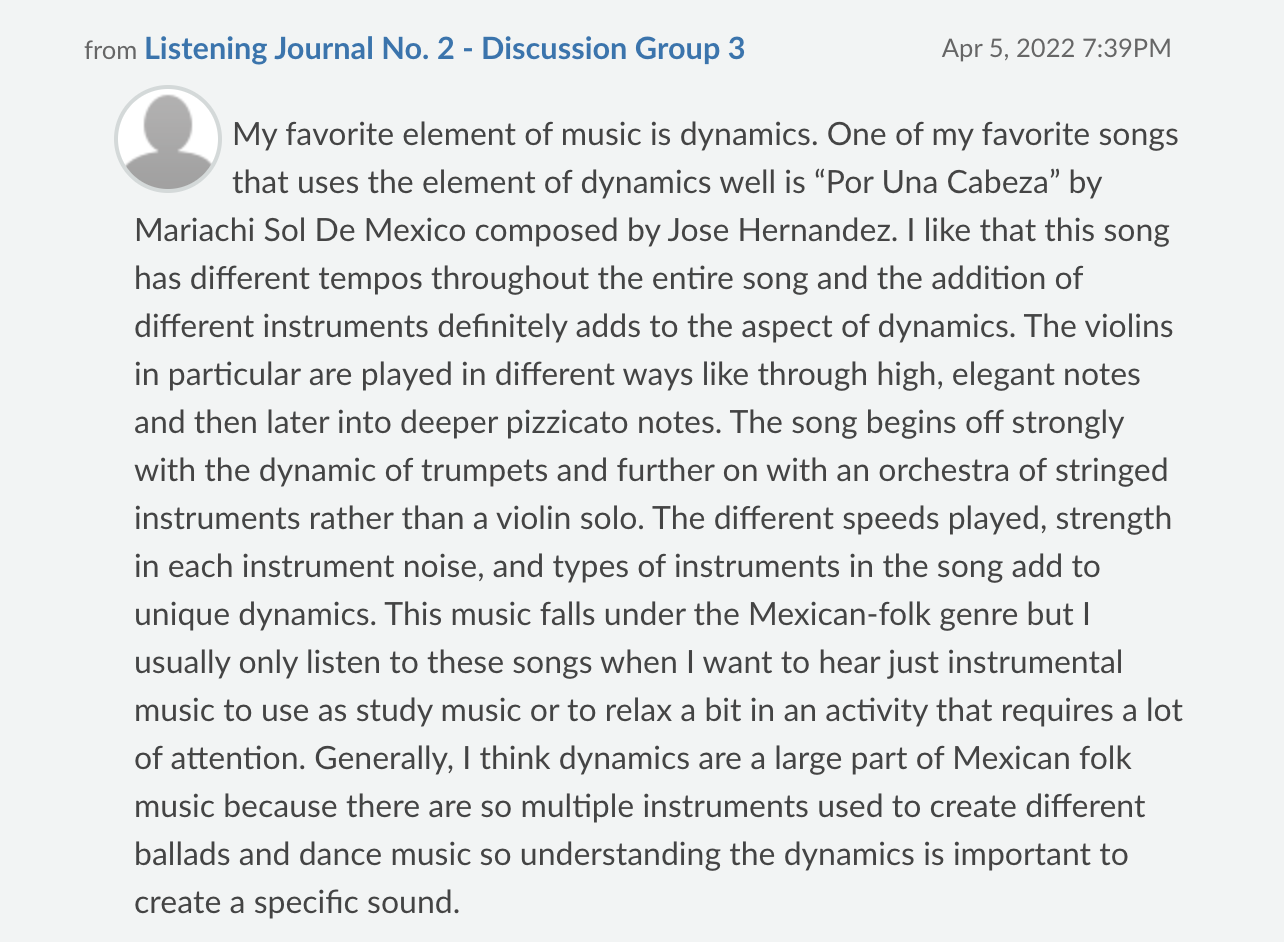 from Listening Journal No. 2 - Discussion Group 3 Apr 5, 2022 7:39PM
My favorite element of music is dynamics. One of my favorite songs
that uses the element of dynamics well is “Por Una Cabeza” by
Mariachi Sol De Mexico composed by Jose Hernandez. I like that this song
has different tempos throughout the entire song and the addition of
different instruments definitely adds to the aspect of dynamics. The violins
in particular are played in different ways like through high, elegant notes
and then later into deeper pizzicato notes. The song begins off strongly
with the dynamic of trumpets and further on with an orchestra of stringed
instruments rather than a violin solo. The different speeds played, strength
in each instrument noise, and types of instruments in the song add to
unique dynamics. This music falls under the Mexican-folk genre but I
usually only listen to these songs when I want to hear just instrumental
music to use as study music or to relax a bit in an activity that requires a lot
of attention. Generally, I think dynamics are a large part of Mexican folk
music because there are so multiple instruments used to create different
ballads and dance music so understanding the dynamics is important to
create a specific sound.